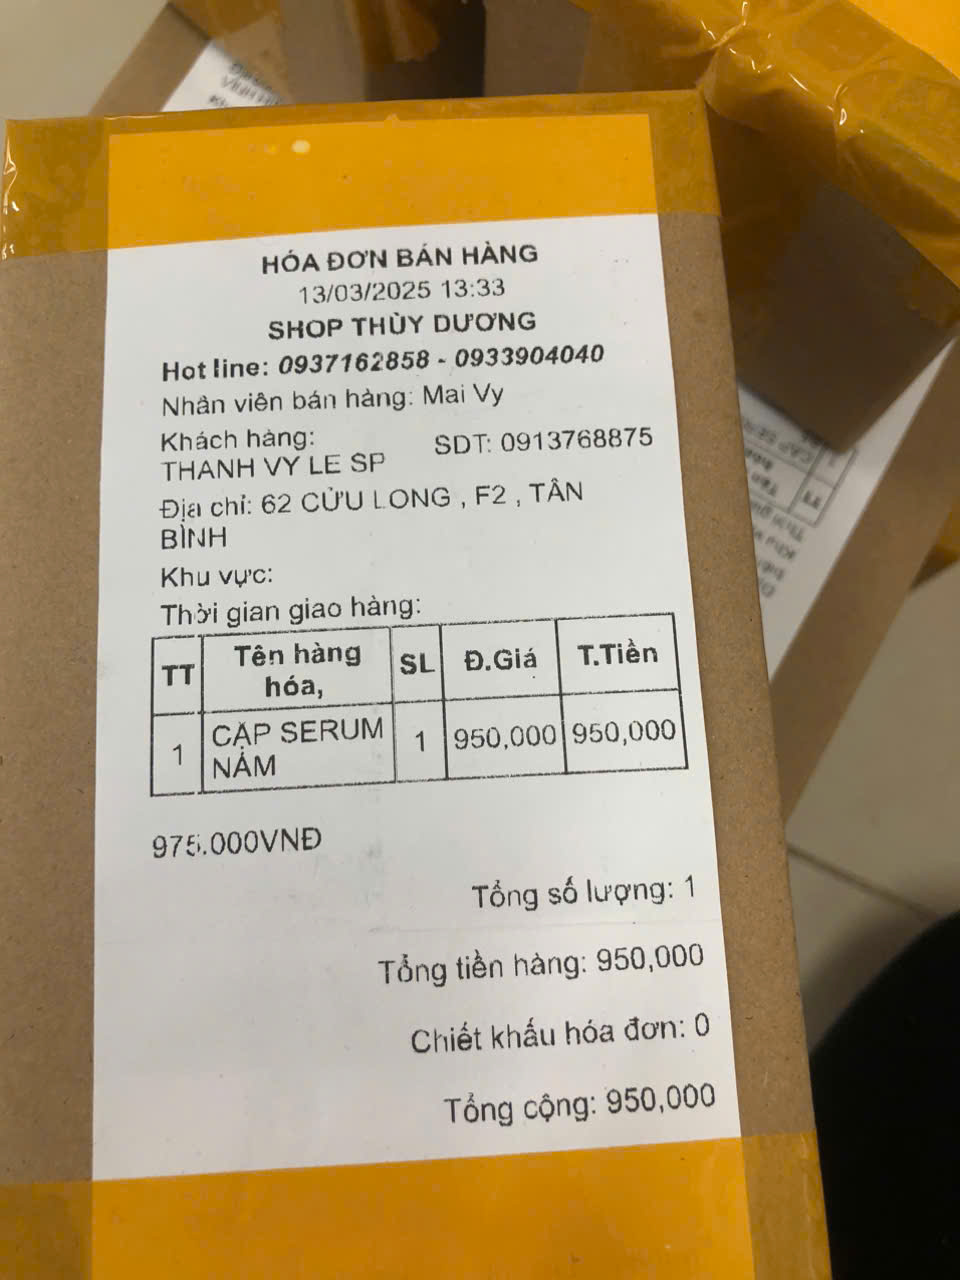 HÓA ĐƠN BÁN HÀNG
13/03/2025 13:33
SHOP THÙY DƯƠNG
Hot line: 0937162858 - 0933904040
Nhân viên bán hàng: Mai Vy
Khách hàng: SDT: 0913768875
THANH VY LE SP
Địa chỉ: 62 CỬU LONG , F2 , TÂN
BÌNH
Khu vực:
Thời gian giao hàng:
TT Tên hàng hóa, SL Đ.Giá T.Tiền
1 CẶP SERUM NÁM 1 950,000 950,000
975.000VNĐ
Tổng số lượng: 1
Tổng tiền hàng: 950,000
Chiết khấu hóa đơn: 0
Tổng cộng: 950,000